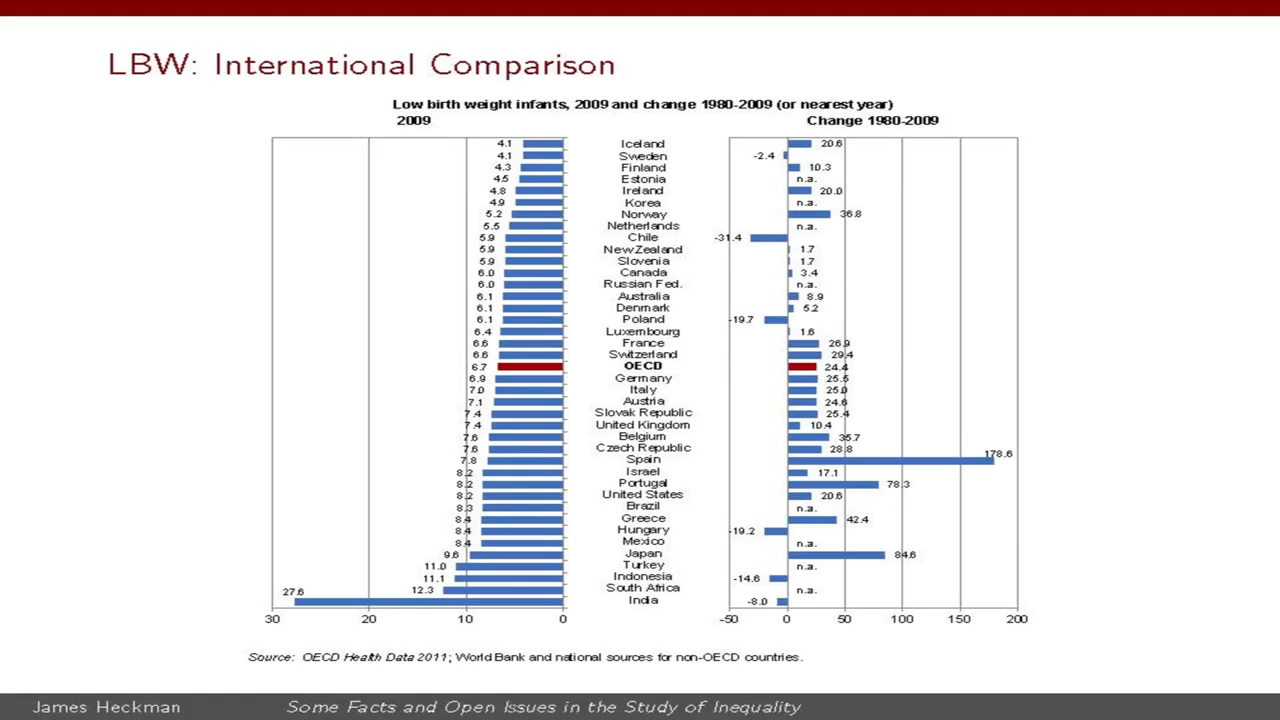 LBW: International Comparison
Low birth weight infants, 2009 and change 1980-2009 (or nearest year)
2009 Change 1980-2009
4.1 Iceland 20.6
4.1 Sweden -2.4
4.3 Finland 10.3
4.5 Estonia n.a.
4.8 Ireland 20.0
4.9 Korea n.a.
5.2 Norway 36.8
5.5 Netherlands n.a.
5.9 Chile -31.4
5.9 New Zealand 1.7
5.9 Slovenia 1.7
6.0 Canada 3.4
6.0 Russian Fed. n.a.
6.1 Australia 8.9
6.1 Denmark 5.2
6.1 Poland -19.7
6.4 Luxembourg 1.6
6.6 France 26.9
6.6 Switzerland 29.4
6.7 OECD 24.4
6.9 Germany 25.5
7.0 Italy 25.0
7.1 Austria 24.6
7.4 Slovak Republic 25.4
7.4 United Kingdom 10.4
7.6 Belgium 35.7
7.6 Czech Republic 28.8
7.8 Spain 178.6
8.2 Israel 17.1
8.2 Portugal 78.3
8.2 United States 20.6
8.3 Brazil n.a.
8.4 Greece 42.4
8.4 Hungary -19.2
8.4 Mexico n.a.
9.6 Japan 84.6
11.0 Turkey n.a.
11.1 Indonesia -14.6
12.3 South Africa n.a.
27.6 India -8.0
30 20 10 0 -50 0 50 100 150 200
Source: OECD Health Data 2011; World Bank and national sources for non-OECD countries.
James Heckman Some Facts and Open Issues in the Study of Inequality